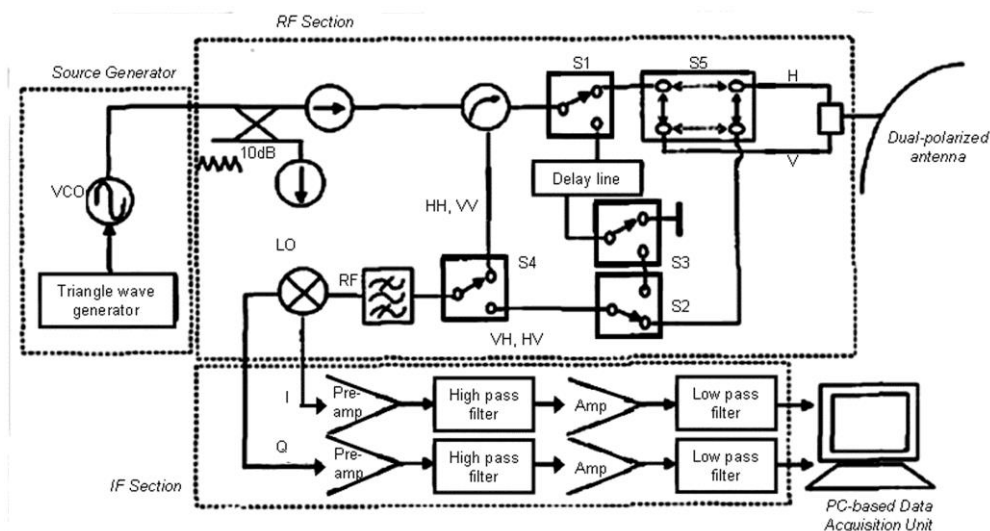 RF Section
Source Generator
S1
S5
H
10dB
V
Dual-polarized
antenna
VCO
Delay line
HH, VV
LO
RF
S4
S3
Triangle wave
generator
S2
VH, HV
I
Pre-
amp
High pass
filter
Amp
Low pass
filter
Q
Pre-
amp
High pass
filter
Amp
Low pass
filter
IF Section
PC-based Data
Acquisition Unit